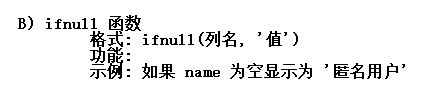 B) ifnull 函数
格式: ifnull(列名, '值')
功能:
示例: 如果 name 为空显示为 '匿名用户'